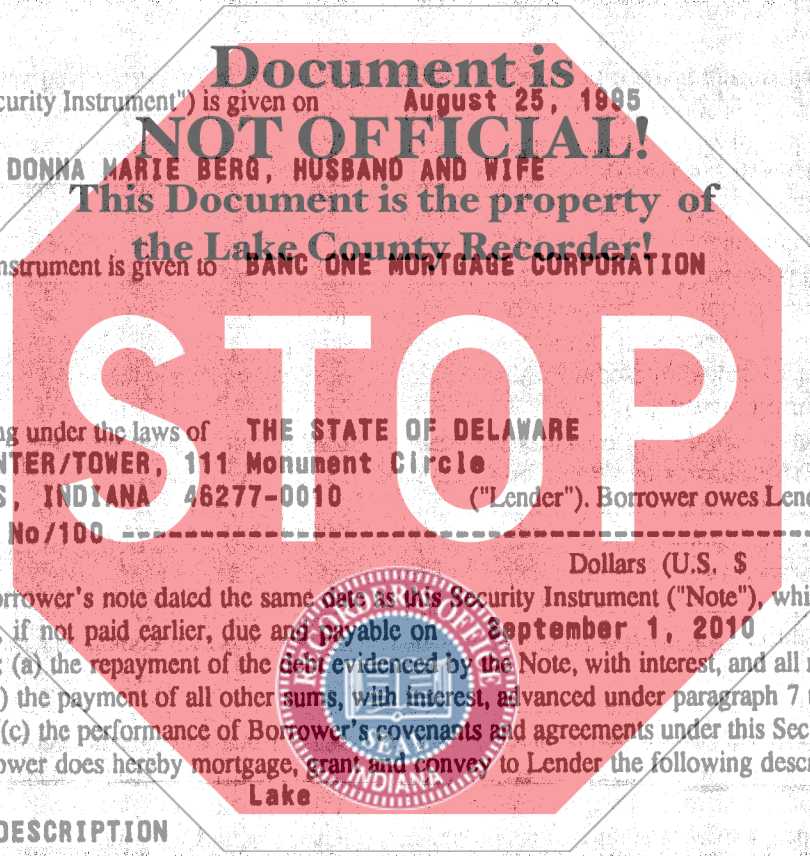 Document is
curity Instrument") is given on August 25, 1995
NOT OFFICIAL!
DONNA MARIE BERG, HUSBAND AND WIFE
This Document is the property of
the Lake County Recorder!
nstrument is given to BANC ONE MORTGAGE CORPORATION
STOP
ng under the laws of THE STATE OF DELAWARE
NTER/TOWER, 111 Monument Circle
S, INDIANA 46277-0010 ("Lender"). Borrower owes Lend
No/100 ----------------------------------------------------------------
Dollars (U.S. $
orrower's note dated the same date as this Security Instrument ("Note"), whi
, if not paid earlier, due and payable on September 1, 2010
: (a) the repayment of the debt evidenced by the Note, with interest, and all r
) the payment of all other sums, with interest, advanced under paragraph 7
(c) the performance of Borrower's covenants and agreements under this Sec
ower does hereby mortgage, grant and convey to Lender the following descr
Lake
DESCRIPTION
RECORDER'S OFFICE
SEAL
INDIANA